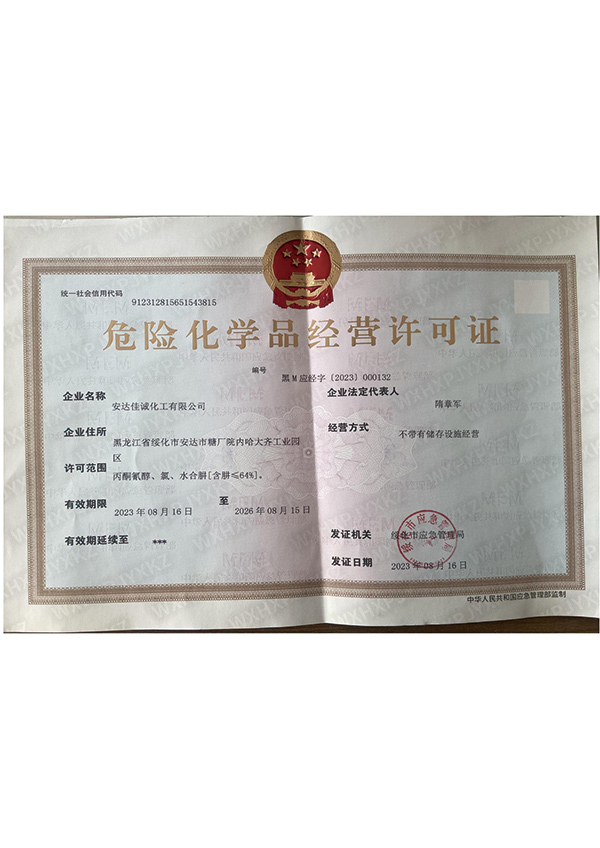 统一社会信用代码
912312815651543815
危险化学品经营许可证
编号 黑M应经字〔2023〕000132
企业名称 安达佳诚化工有限公司
企业法定代表人 隋章军
企业住所 黑龙江省绥化市安达市糖厂院内哈大齐工业园区
经营方式 不带有储存设施经营
许可范围 丙酮氰醇、氯、水合肼[含肼≤64%]。
有效期限 2023年08月16日 至 2026年08月15日
有效期延续至 ***
发证机关 绥化市应急管理局
发证日期 2023年08月16日
绥化市应急管理局
中华人民共和国应急管理部监制